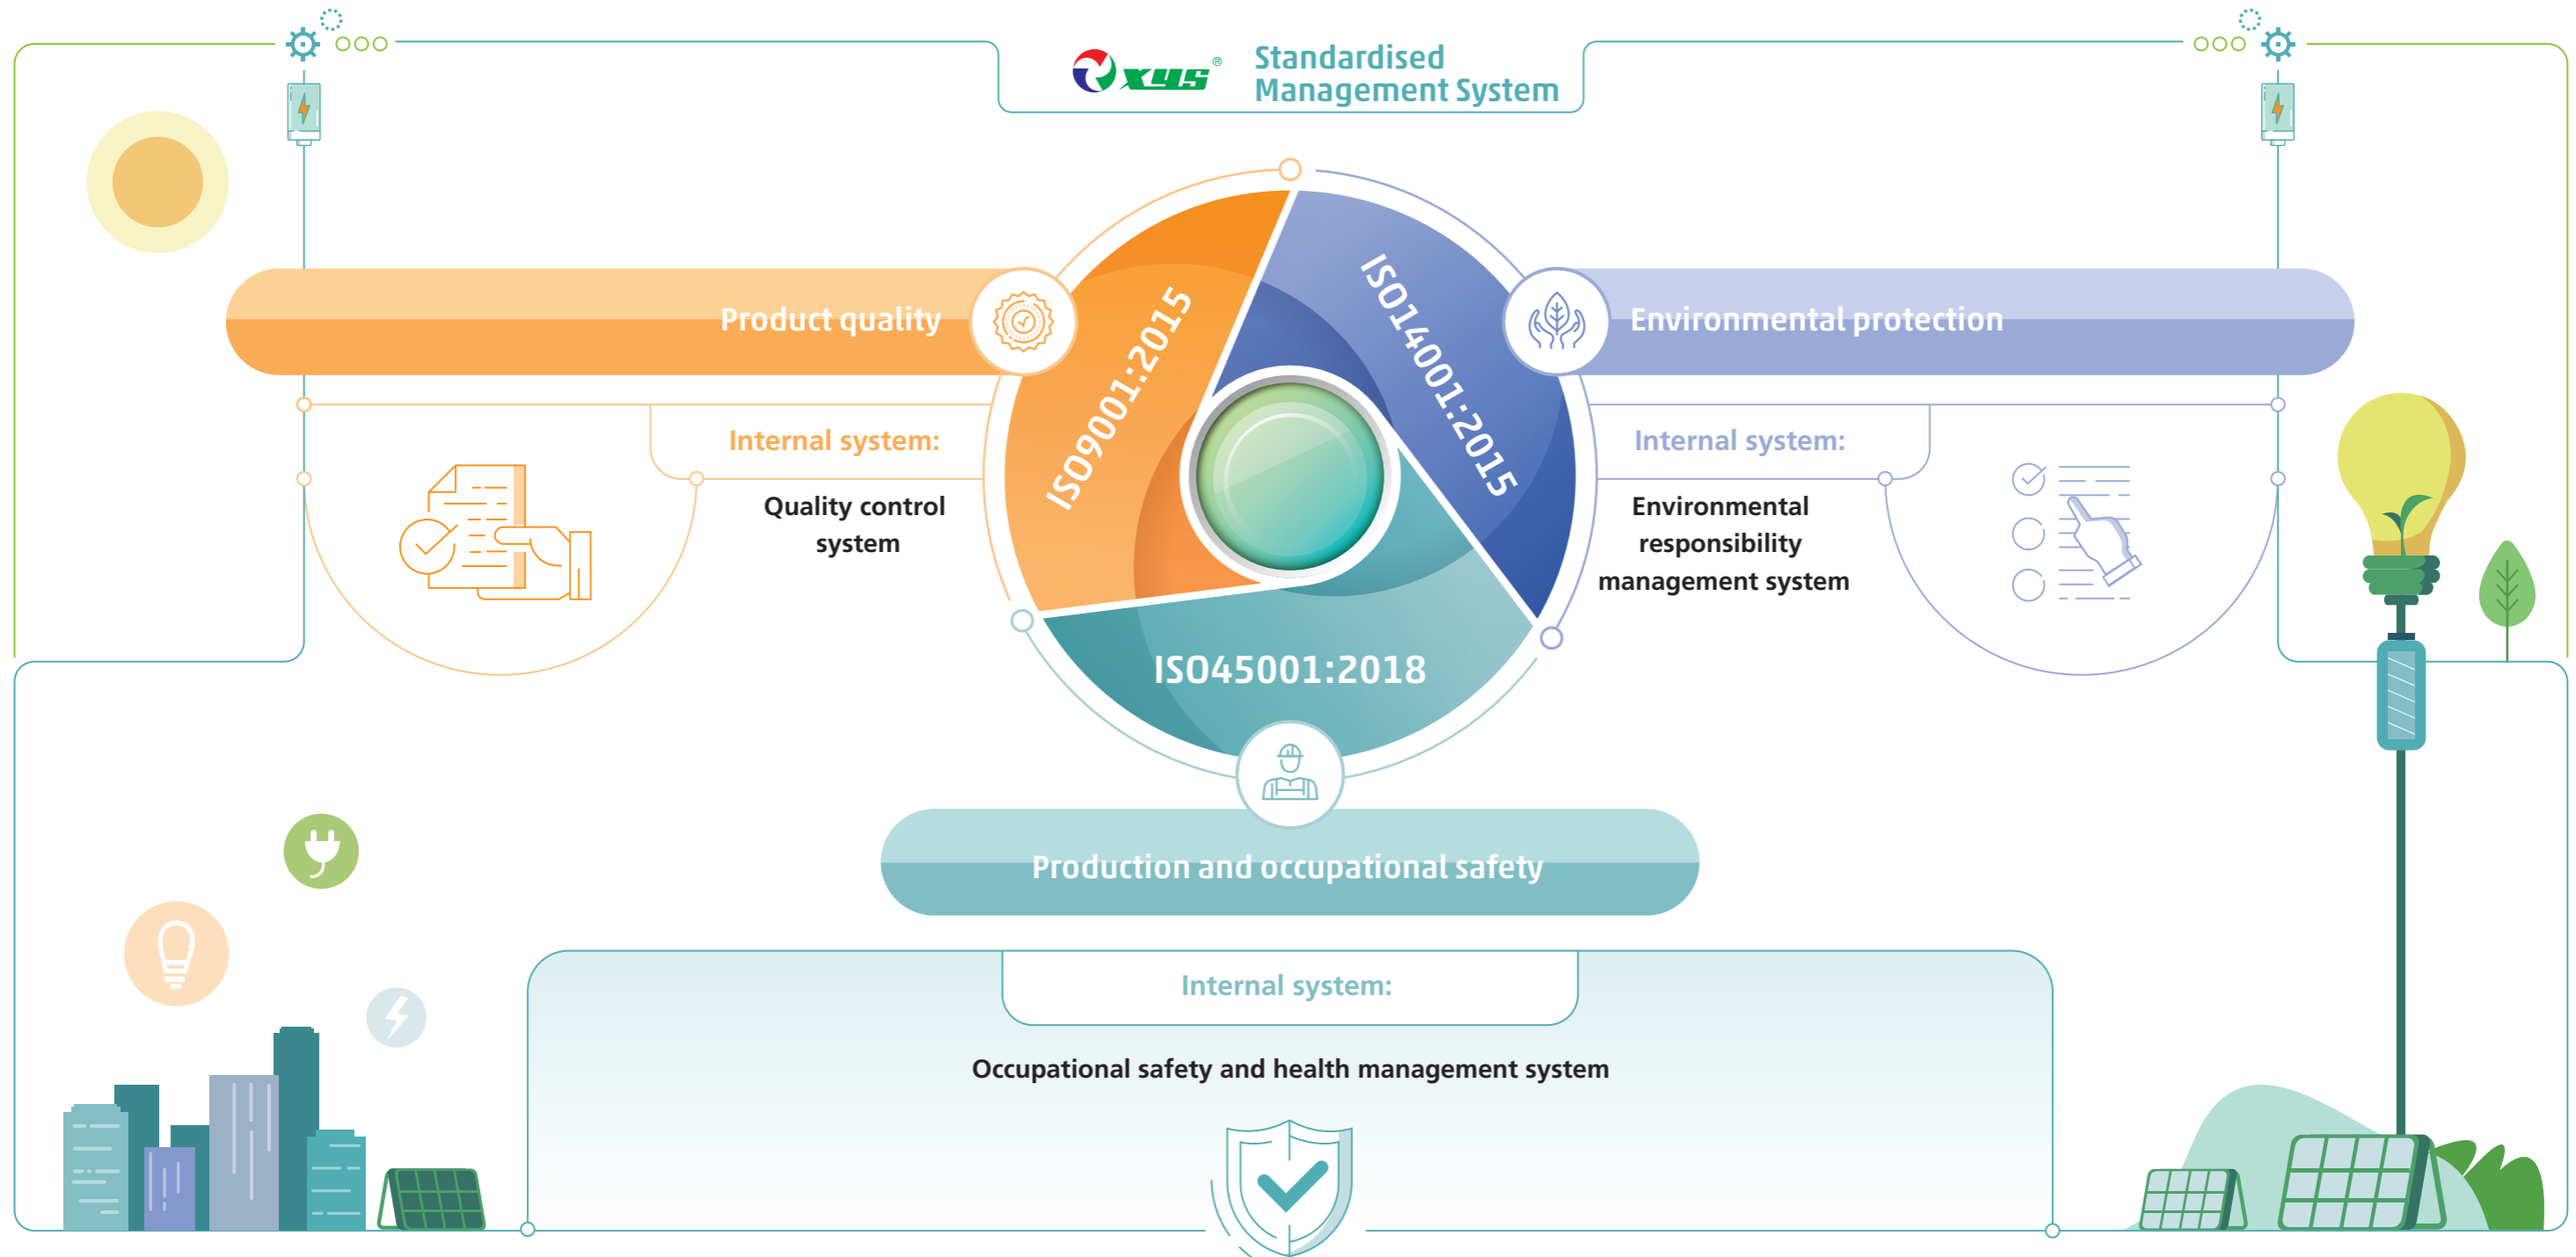 XYS®
Standardised
Management System
Product quality
ISO9001:2015
ISO14001:2015
Environmental protection
Internal system:
Quality control
system
Internal system:
Environmental
responsibility
management system
ISO45001:2018
Production and occupational safety
Internal system:
Occupational safety and health management system